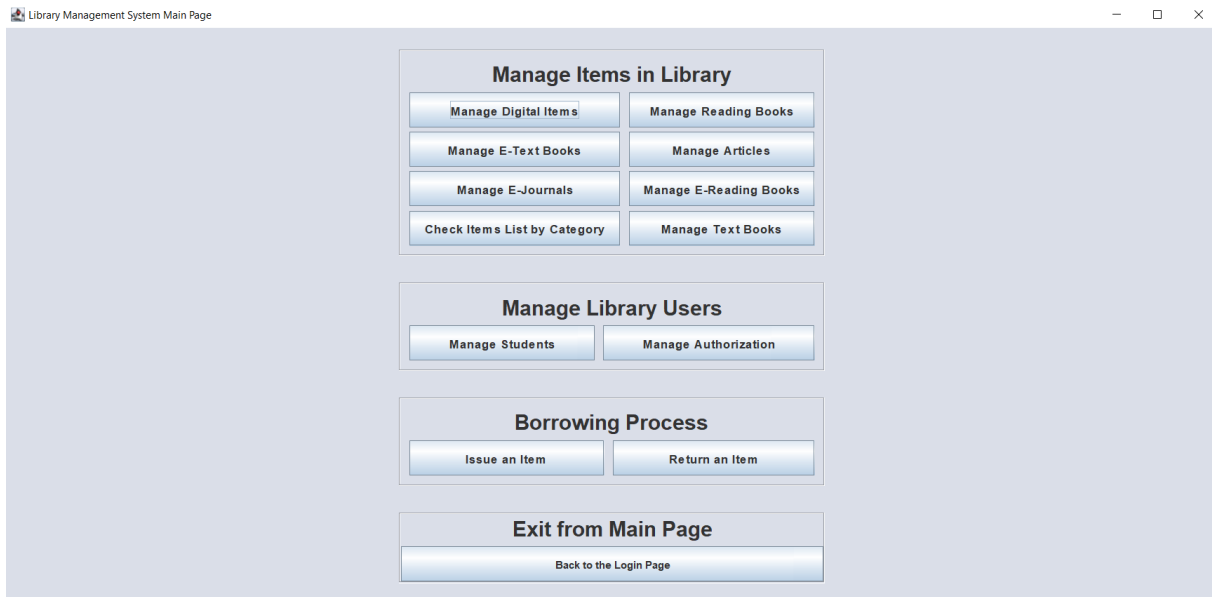 Library Management System Main Page
Manage Items in Library
Manage Digital Items Manage Reading Books
Manage E-Text Books Manage Articles
Manage E-Journals Manage E-Reading Books
Check Items List by Category Manage Text Books
Manage Library Users
Manage Students Manage Authorization
Borrowing Process
Issue an Item Return an Item
Exit from Main Page
Back to the Login Page